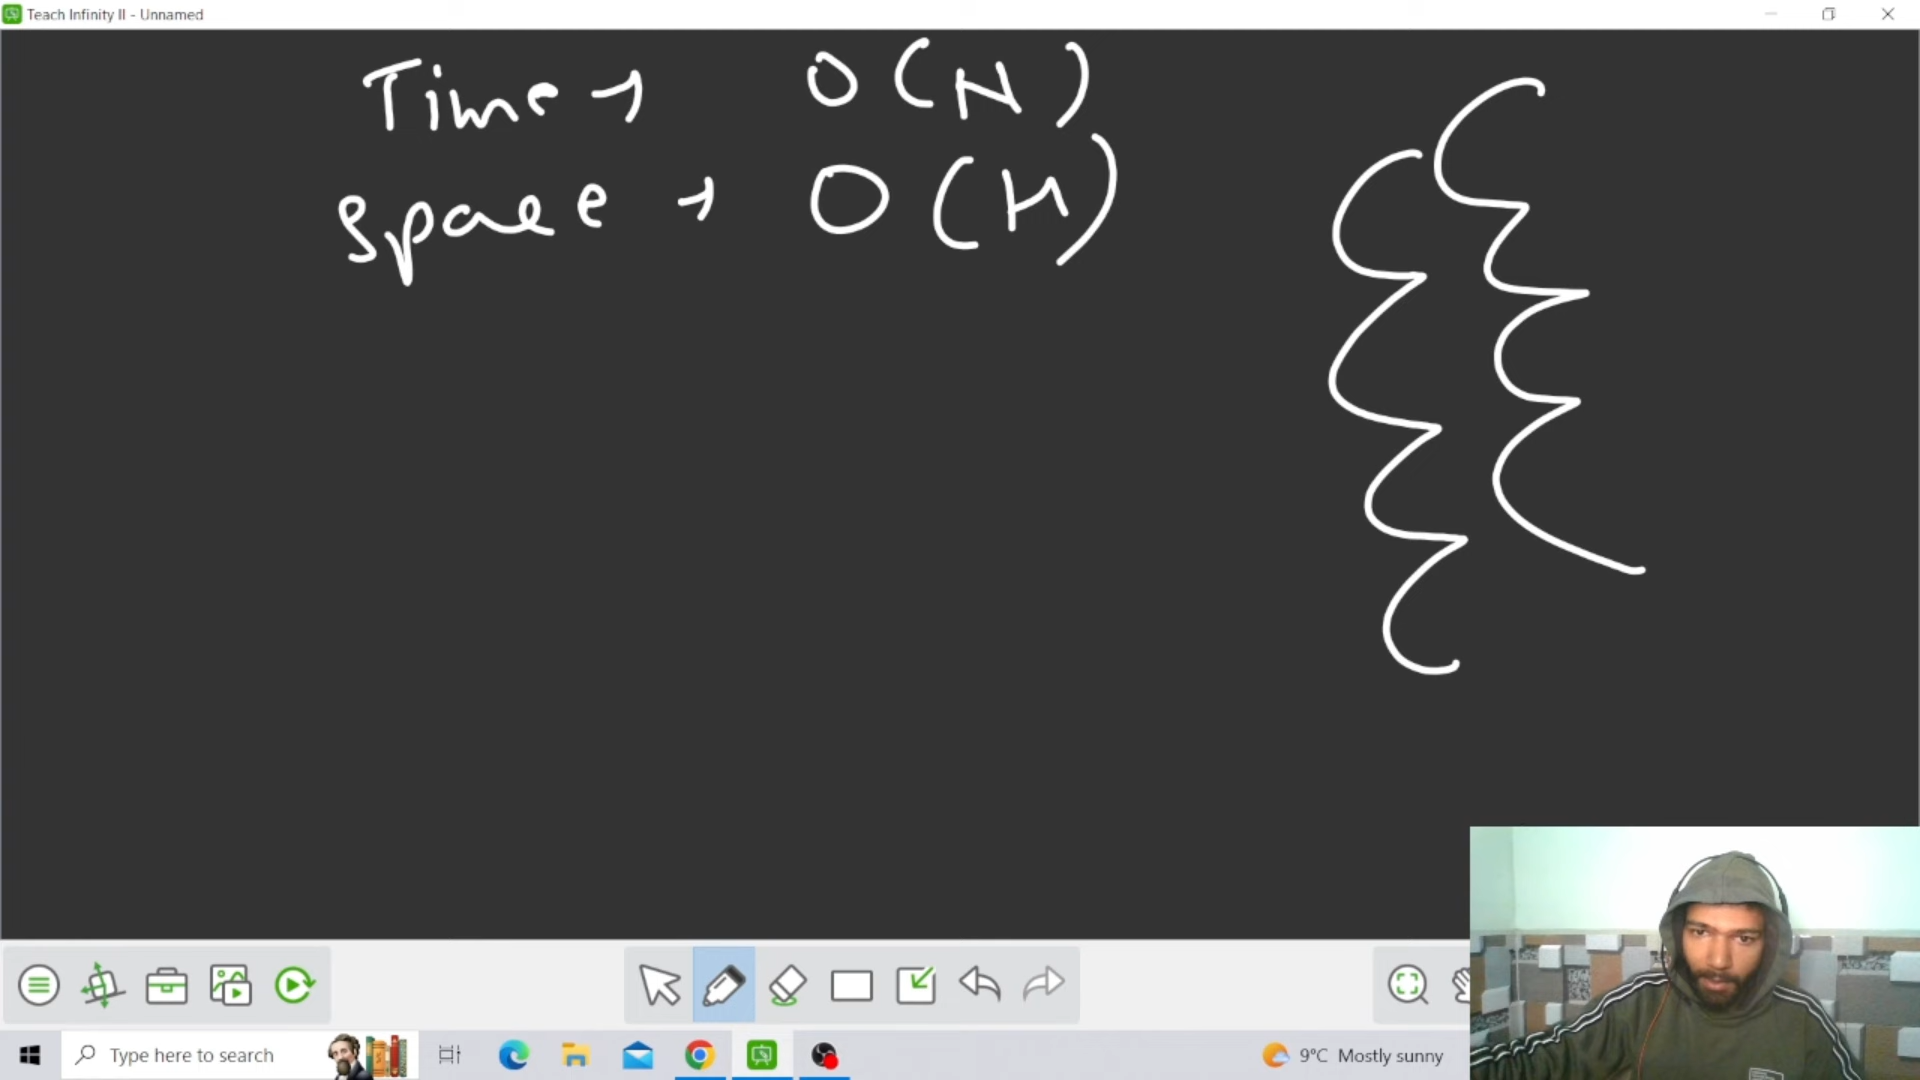 Teach Infinity II - Unnamed
Time → O(N)
Space → O(H)
Type here to search
9°C Mostly sunny